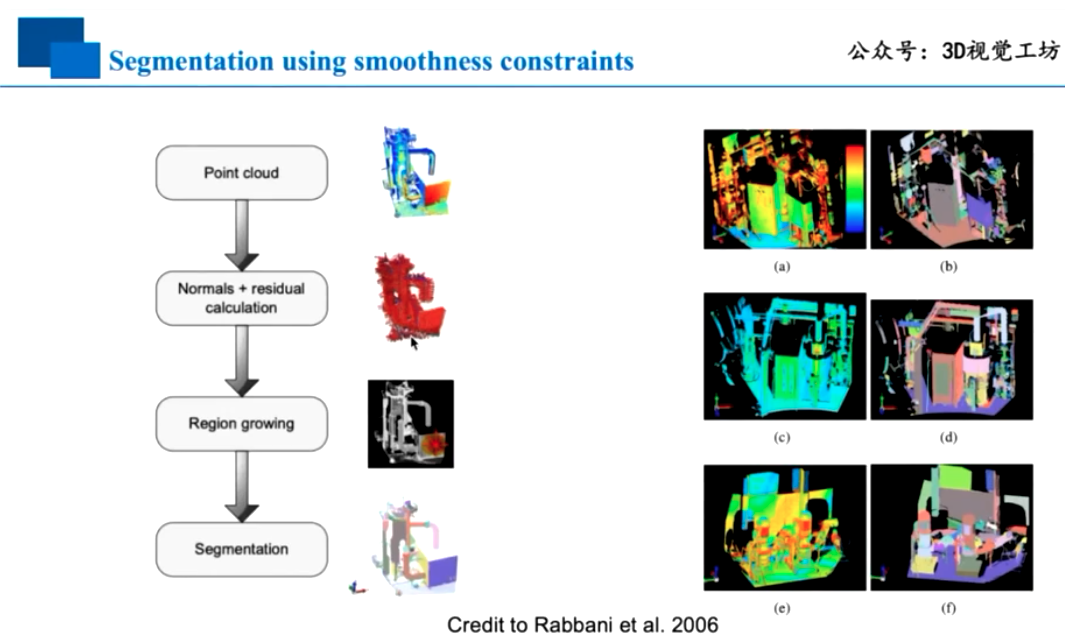 Segmentation using smoothness constraints
公众号：3D视觉工坊
Point cloud
Normals + residual
calculation
Region growing
Segmentation
(a)
(b)
(c)
(d)
(e)
(f)
Credit to Rabbani et al. 2006